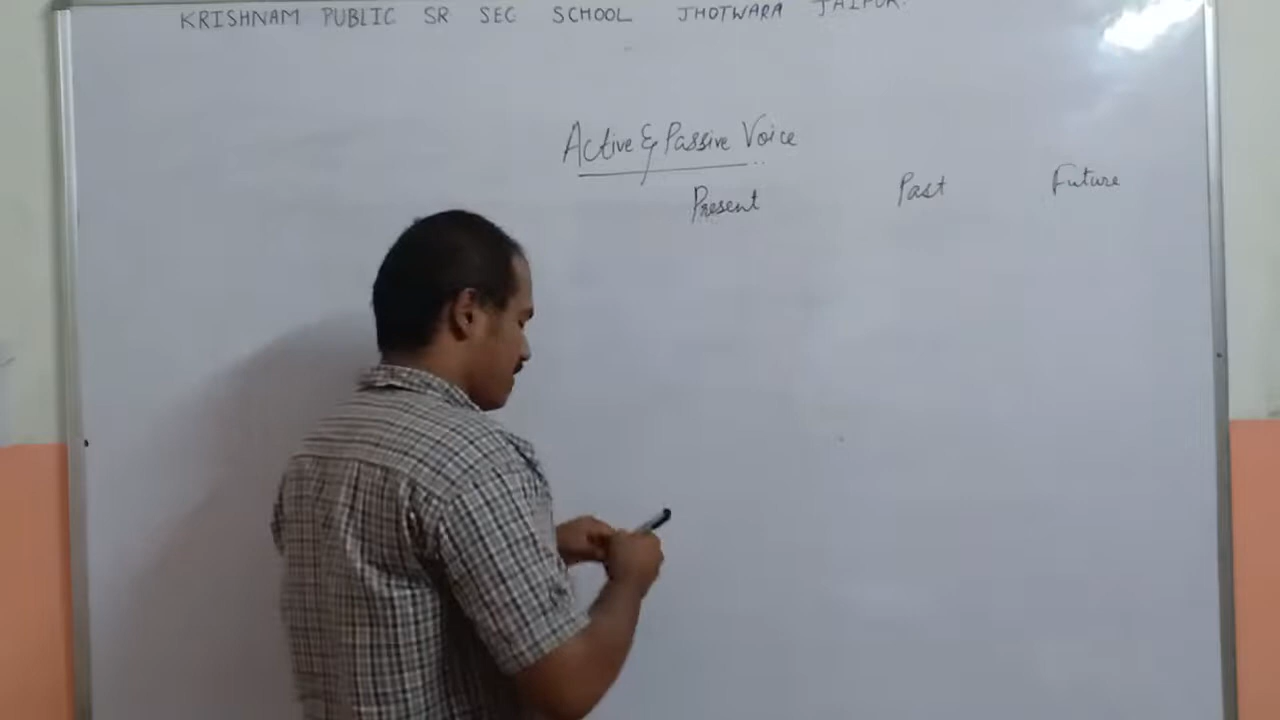 KRISHNAM PUBLIC SR SEC SCHOOL JHOTWARA JAIPUR.
Active & Passive Voice
Present Past Future